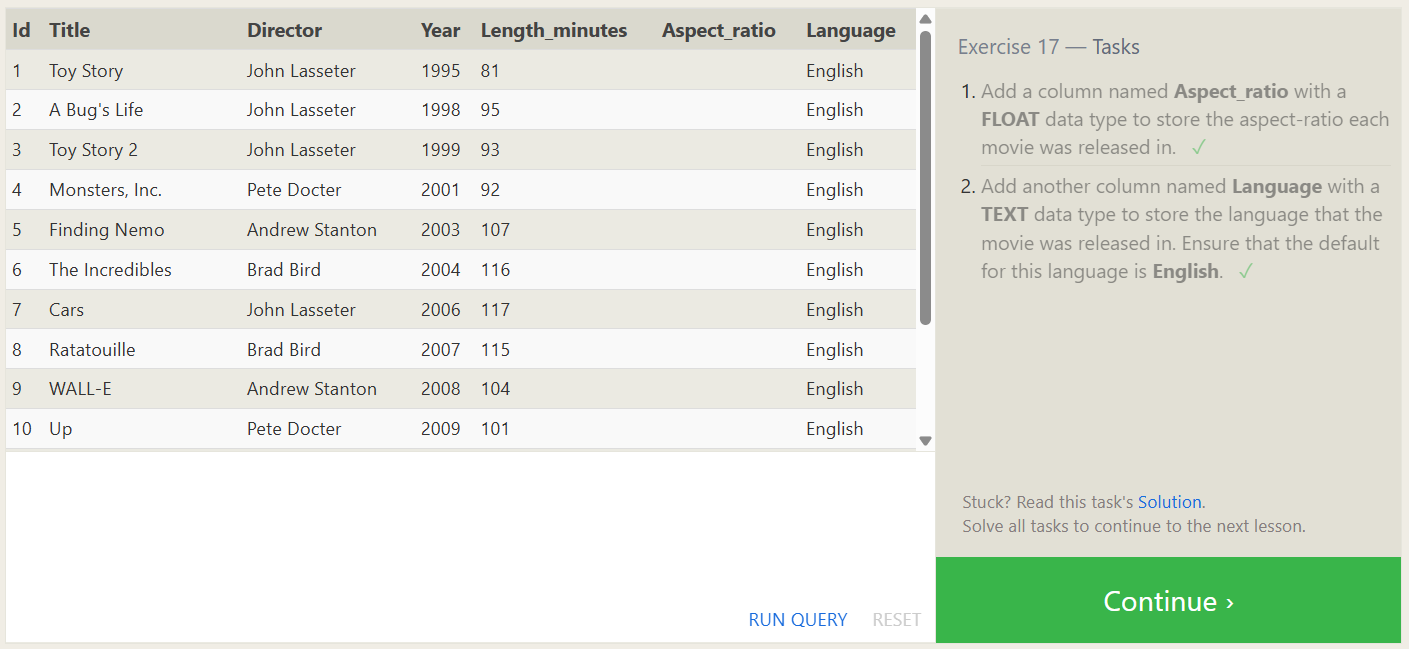 Id Title Director Year Length_minutes Aspect_ratio Language
1 Toy Story John Lasseter 1995 81 English
2 A Bug's Life John Lasseter 1998 95 English
3 Toy Story 2 John Lasseter 1999 93 English
4 Monsters, Inc. Pete Docter 2001 92 English
5 Finding Nemo Andrew Stanton 2003 107 English
6 The Incredibles Brad Bird 2004 116 English
7 Cars John Lasseter 2006 117 English
8 Ratatouille Brad Bird 2007 115 English
9 WALL-E Andrew Stanton 2008 104 English
10 Up Pete Docter 2009 101 English
RUN QUERY RESET
Exercise 17 — Tasks
1. Add a column named Aspect_ratio with a
FLOAT data type to store the aspect-ratio each
movie was released in. ✓
2. Add another column named Language with a
TEXT data type to store the language that the
movie was released in. Ensure that the default
for this language is English. ✓
Stuck? Read this task's Solution.
Solve all tasks to continue to the next lesson.
Continue ›